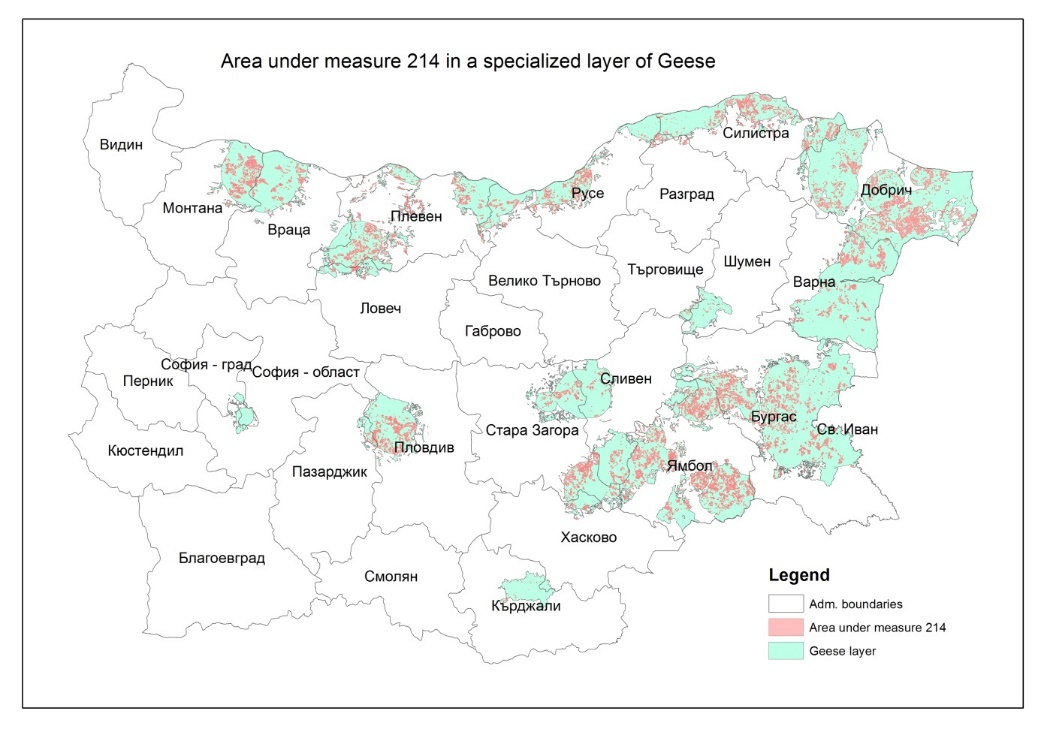 Area under measure 214 in a specialized layer of Geese
Видин
Монтана
Враца
Плевен
Русе
Силистра
Разград
Добрич
Велико Търново
Търговище
Шумен
Варна
Ловеч
Габрово
София - град
София - област
Перник
Кюстендил
Пазарджик
Пловдив
Стара Загора
Сливен
Бургас
Св. Иван
Ямбол
Хасково
Благоевград
Смолян
Кърджали
Legend
Adm. boundaries
Area under measure 214
Geese layer